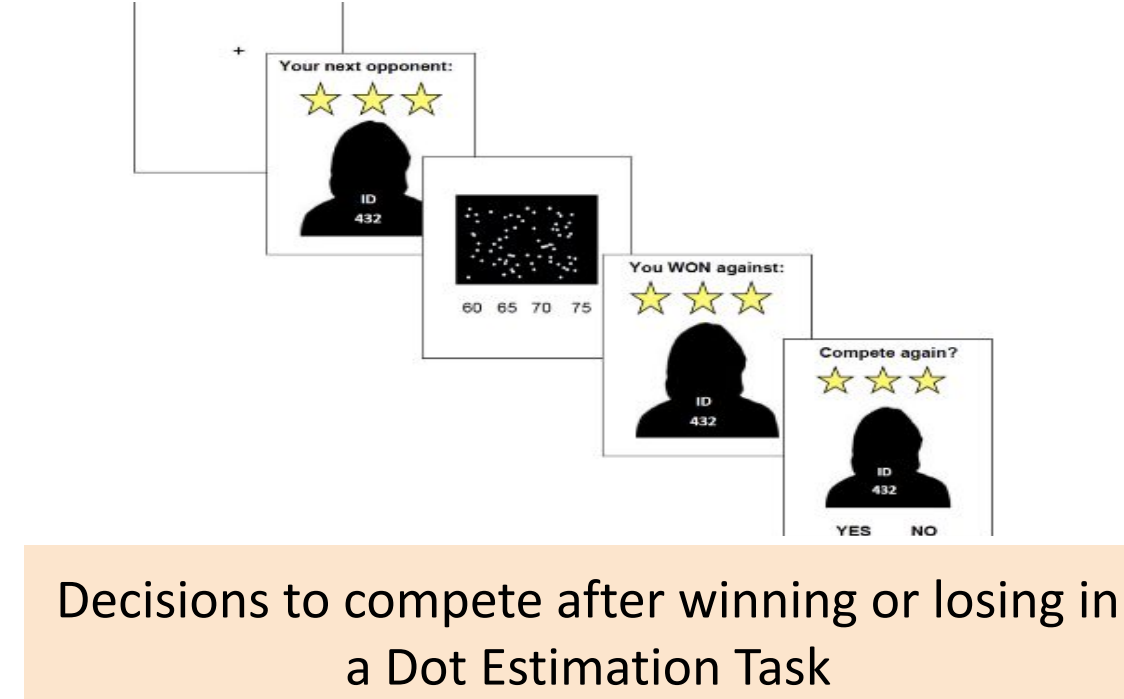 +
Your next opponent:
ID
432
60 65 70 75
You WON against:
ID
432
Compete again?
ID
432
YES NO
Decisions to compete after winning or losing in
a Dot Estimation Task